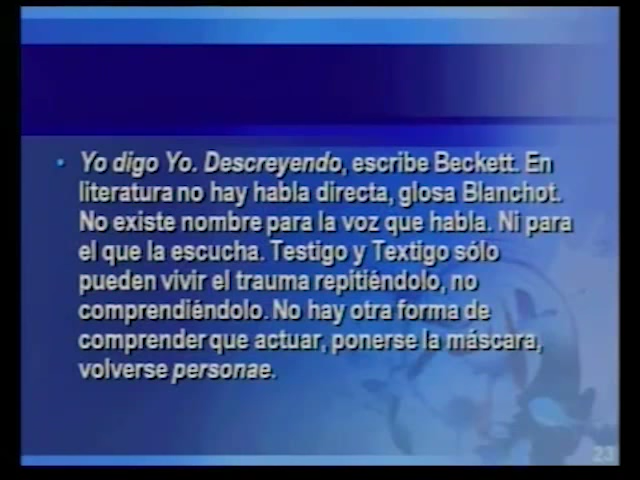 • Yo digo Yo. Descreyendo, escribe Beckett. En
literatura no hay habla directa, glosa Blanchot.
No existe nombre para la voz que habla. Ni para
el que la escucha. Testigo y Textigo sólo
pueden vivir el trauma repitiéndolo, no
comprendiéndolo. No hay otra forma de
comprender que actuar, ponerse la máscara,
volverse personae.
23